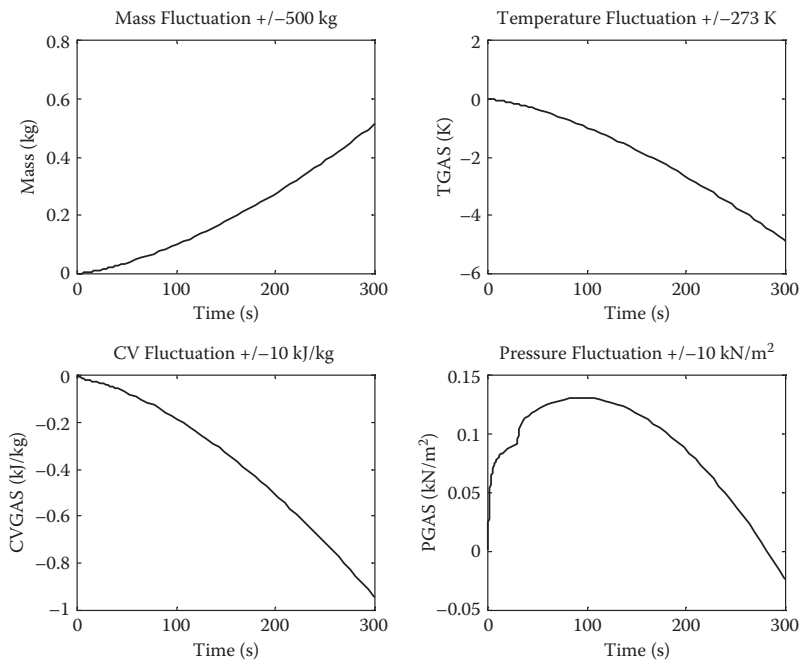 Mass Fluctuation +/−500 kg
0.8
0.6
0.4
0.2
0
Mass (kg)
0 100 200 300
Time (s)
Temperature Fluctuation +/−273 K
2
0
−2
−4
−6
TGAS (K)
0 100 200 300
Time (s)
CV Fluctuation +/−10 kJ/kg
0
−0.2
−0.4
−0.6
−0.8
−1
CVGAS (kJ/kg)
0 100 200 300
Time (s)
Pressure Fluctuation +/−10 kN/m²
0.15
0.1
0.05
0
−0.05
PGAS (kN/m²)
0 100 200 300
Time (s)